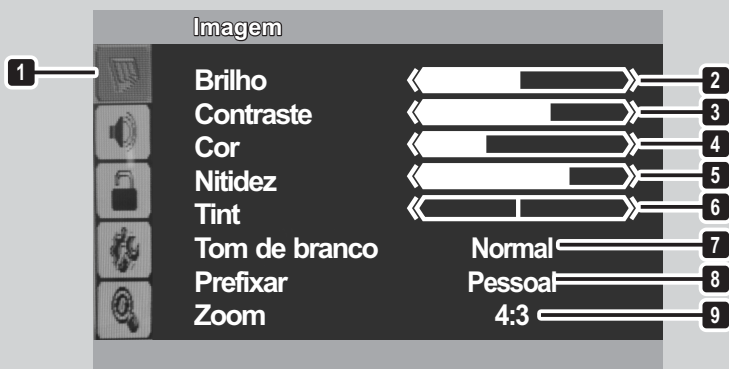 Imagem
1
Brilho 2
Contraste 3
Cor 4
Nitidez 5
Tint 6
Tom de branco Normal 7
Prefixar Pessoal 8
Zoom 4:3 9